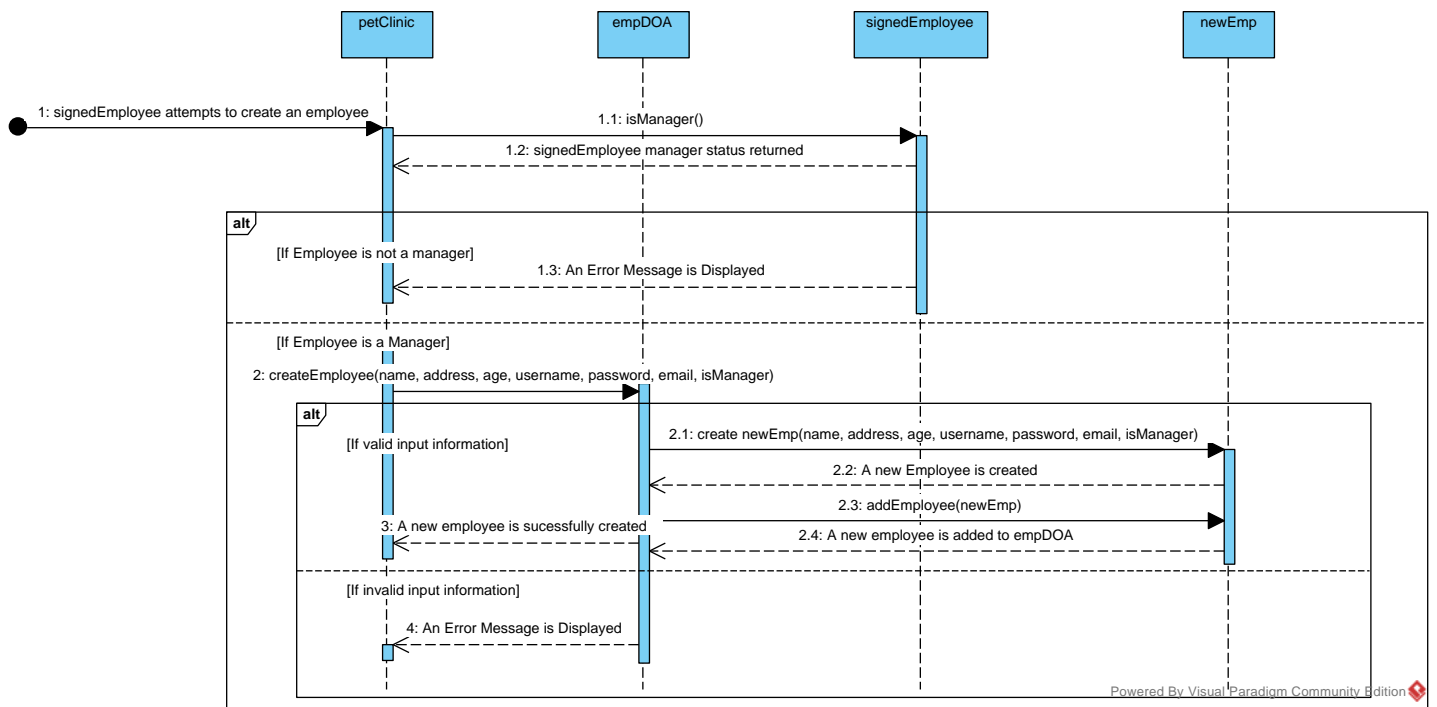 petClinic
empDOA
signedEmployee
newEmp
1: signedEmployee attempts to create an employee
1.1: isManager()
1.2: signedEmployee manager status returned
alt
[If Employee is not a manager]
1.3: An Error Message is Displayed
[If Employee is a Manager]
2: createEmployee(name, address, age, username, password, email, isManager)
alt
[If valid input information]
2.1: create newEmp(name, address, age, username, password, email, isManager)
2.2: A new Employee is created
2.3: addEmployee(newEmp)
3: A new employee is sucessfully created
2.4: A new employee is added to empDOA
[If invalid input information]
4: An Error Message is Displayed
Powered By Visual Paradigm Community Edition